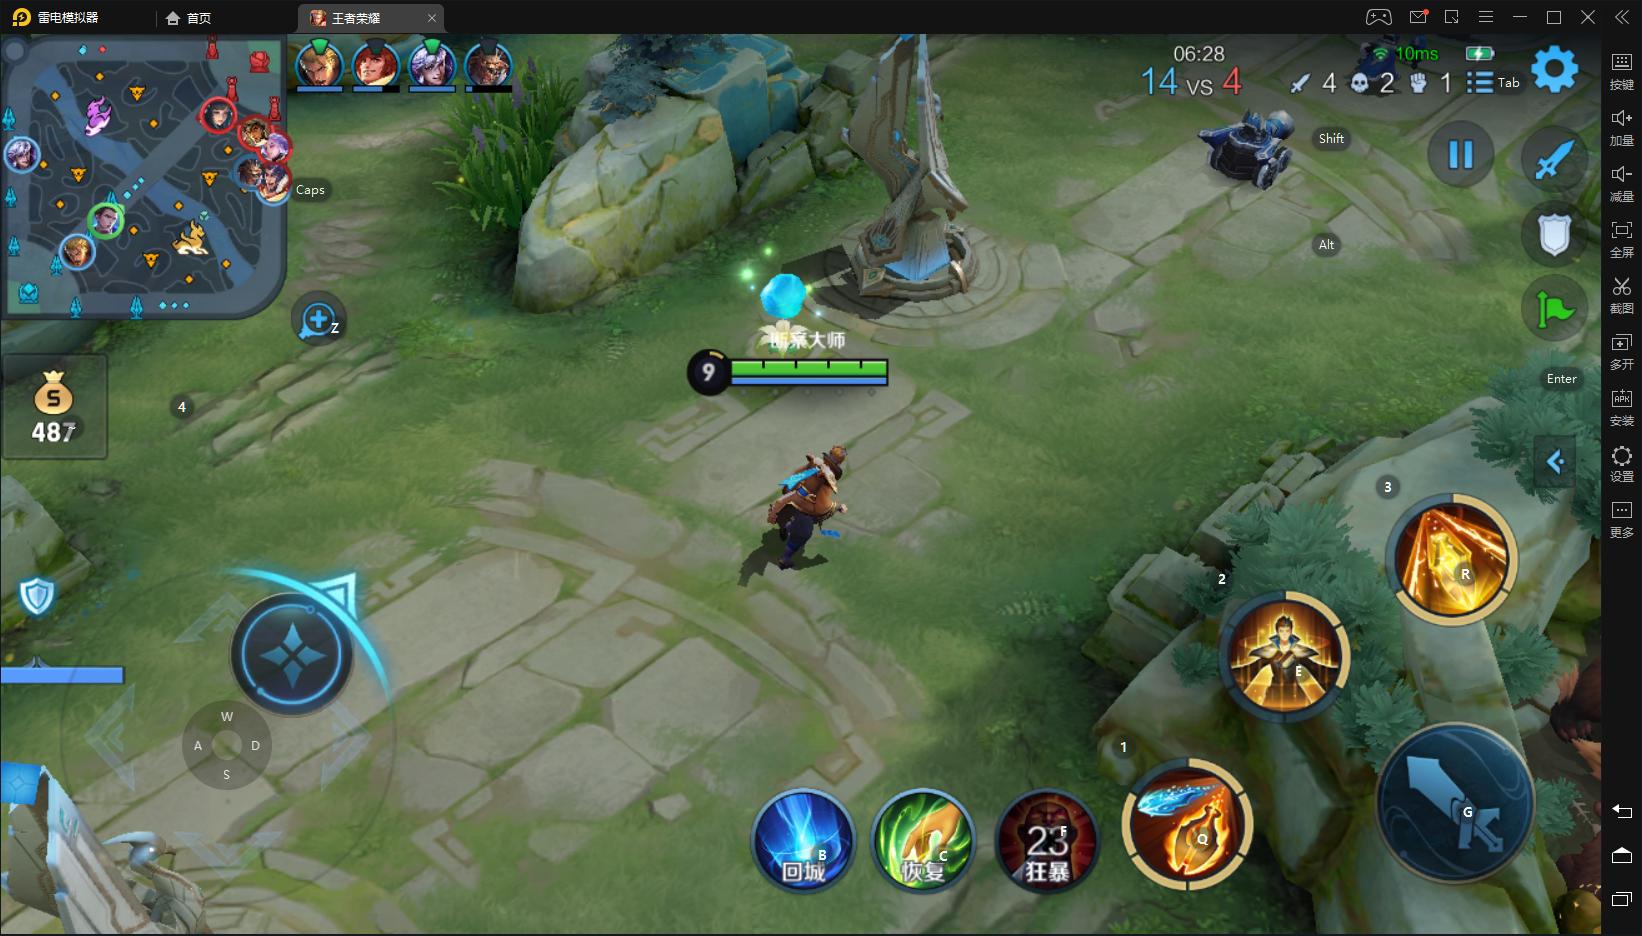 雷电模拟器
首页
王者荣耀
06:28
10ms
14 vs 4
4 2 1
Tab
Shift
Caps
Alt
Z
S
487
4
断案大师
9
Enter
3
R
2
E
W
A D
S
1
Q
G
B
回城
C
恢复
23
F
狂暴
按键
加量
减量
全屏
截图
多开
APK
安装
设置
更多